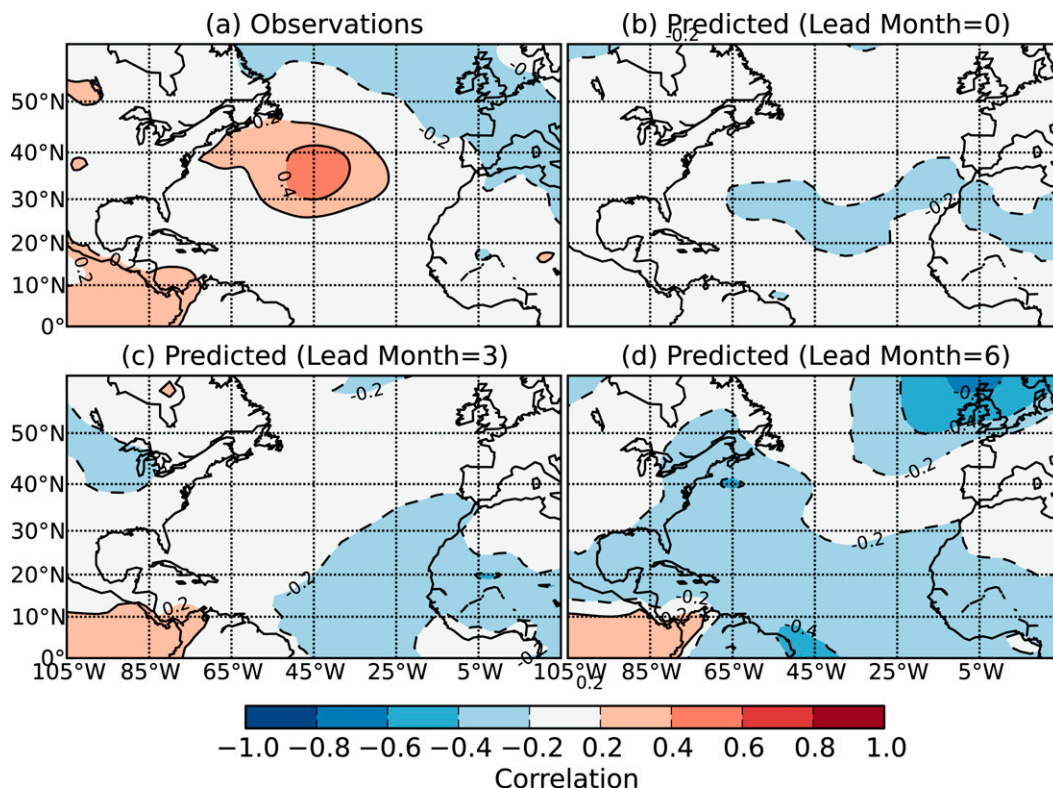 (a) Observations
(b) Predicted (Lead Month=0)
-0.2
50°N
40°N
30°N
20°N
10°N
0°
-0.2
-0.2
0.4
0.2
0.2
-0.2
(c) Predicted (Lead Month=3)
(d) Predicted (Lead Month=6)
50°N
40°N
30°N
20°N
10°N
0°
-0.2
-0.2
0.2
-0.2
-0.4
-0.2
-0.2
-0.2
-0.4
0.2
105°W 85°W 65°W 45°W 25°W 5°W
105°W 85°W 65°W 45°W 25°W 5°W
0.2
−1.0 −0.8 −0.6 −0.4 −0.2 0.2 0.4 0.6 0.8 1.0
Correlation